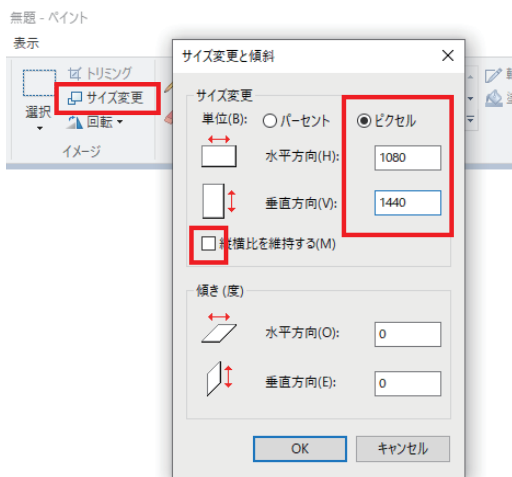 無題 - ペイント
表示
トリミング
サイズ変更
選択
回転
イメージ
サイズ変更と傾斜
サイズ変更
単位(B):
パーセント
ピクセル
水平方向(H):
1080
垂直方向(V):
1440
縦横比を維持する(M)
傾き (度)
水平方向(O):
0
垂直方向(E):
0
OK
キャンセル